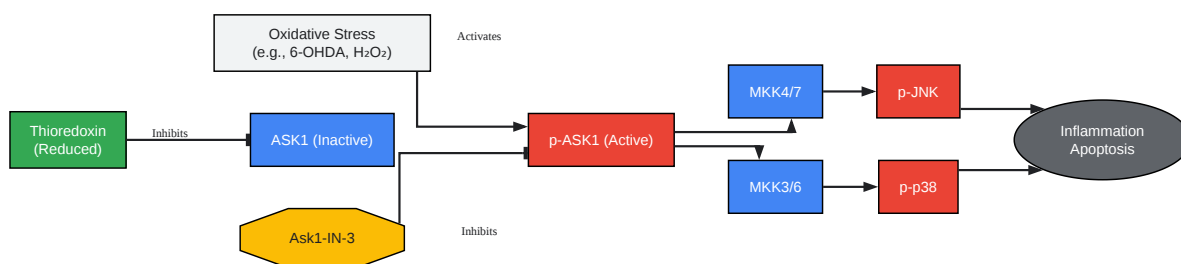 Oxidative Stress
(e.g., 6-OHDA, H₂O₂)
Activates
Thioredoxin
(Reduced)
Inhibits
ASK1 (Inactive)
p-ASK1 (Active)
MKK4/7
p-JNK
MKK3/6
p-p38
Inflammation
Apoptosis
Ask1-IN-3
Inhibits